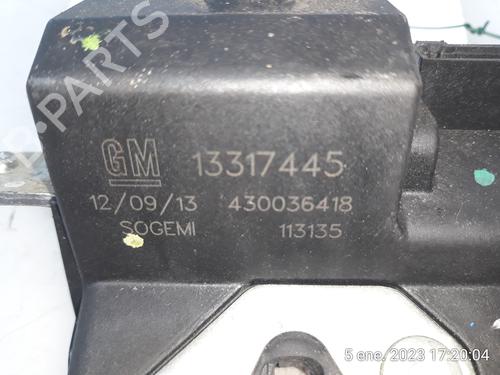 GM 13317445
12/09/13 430036418
SOGEMI 113135
B-PARTS
5 ene. 2023 17:20:04